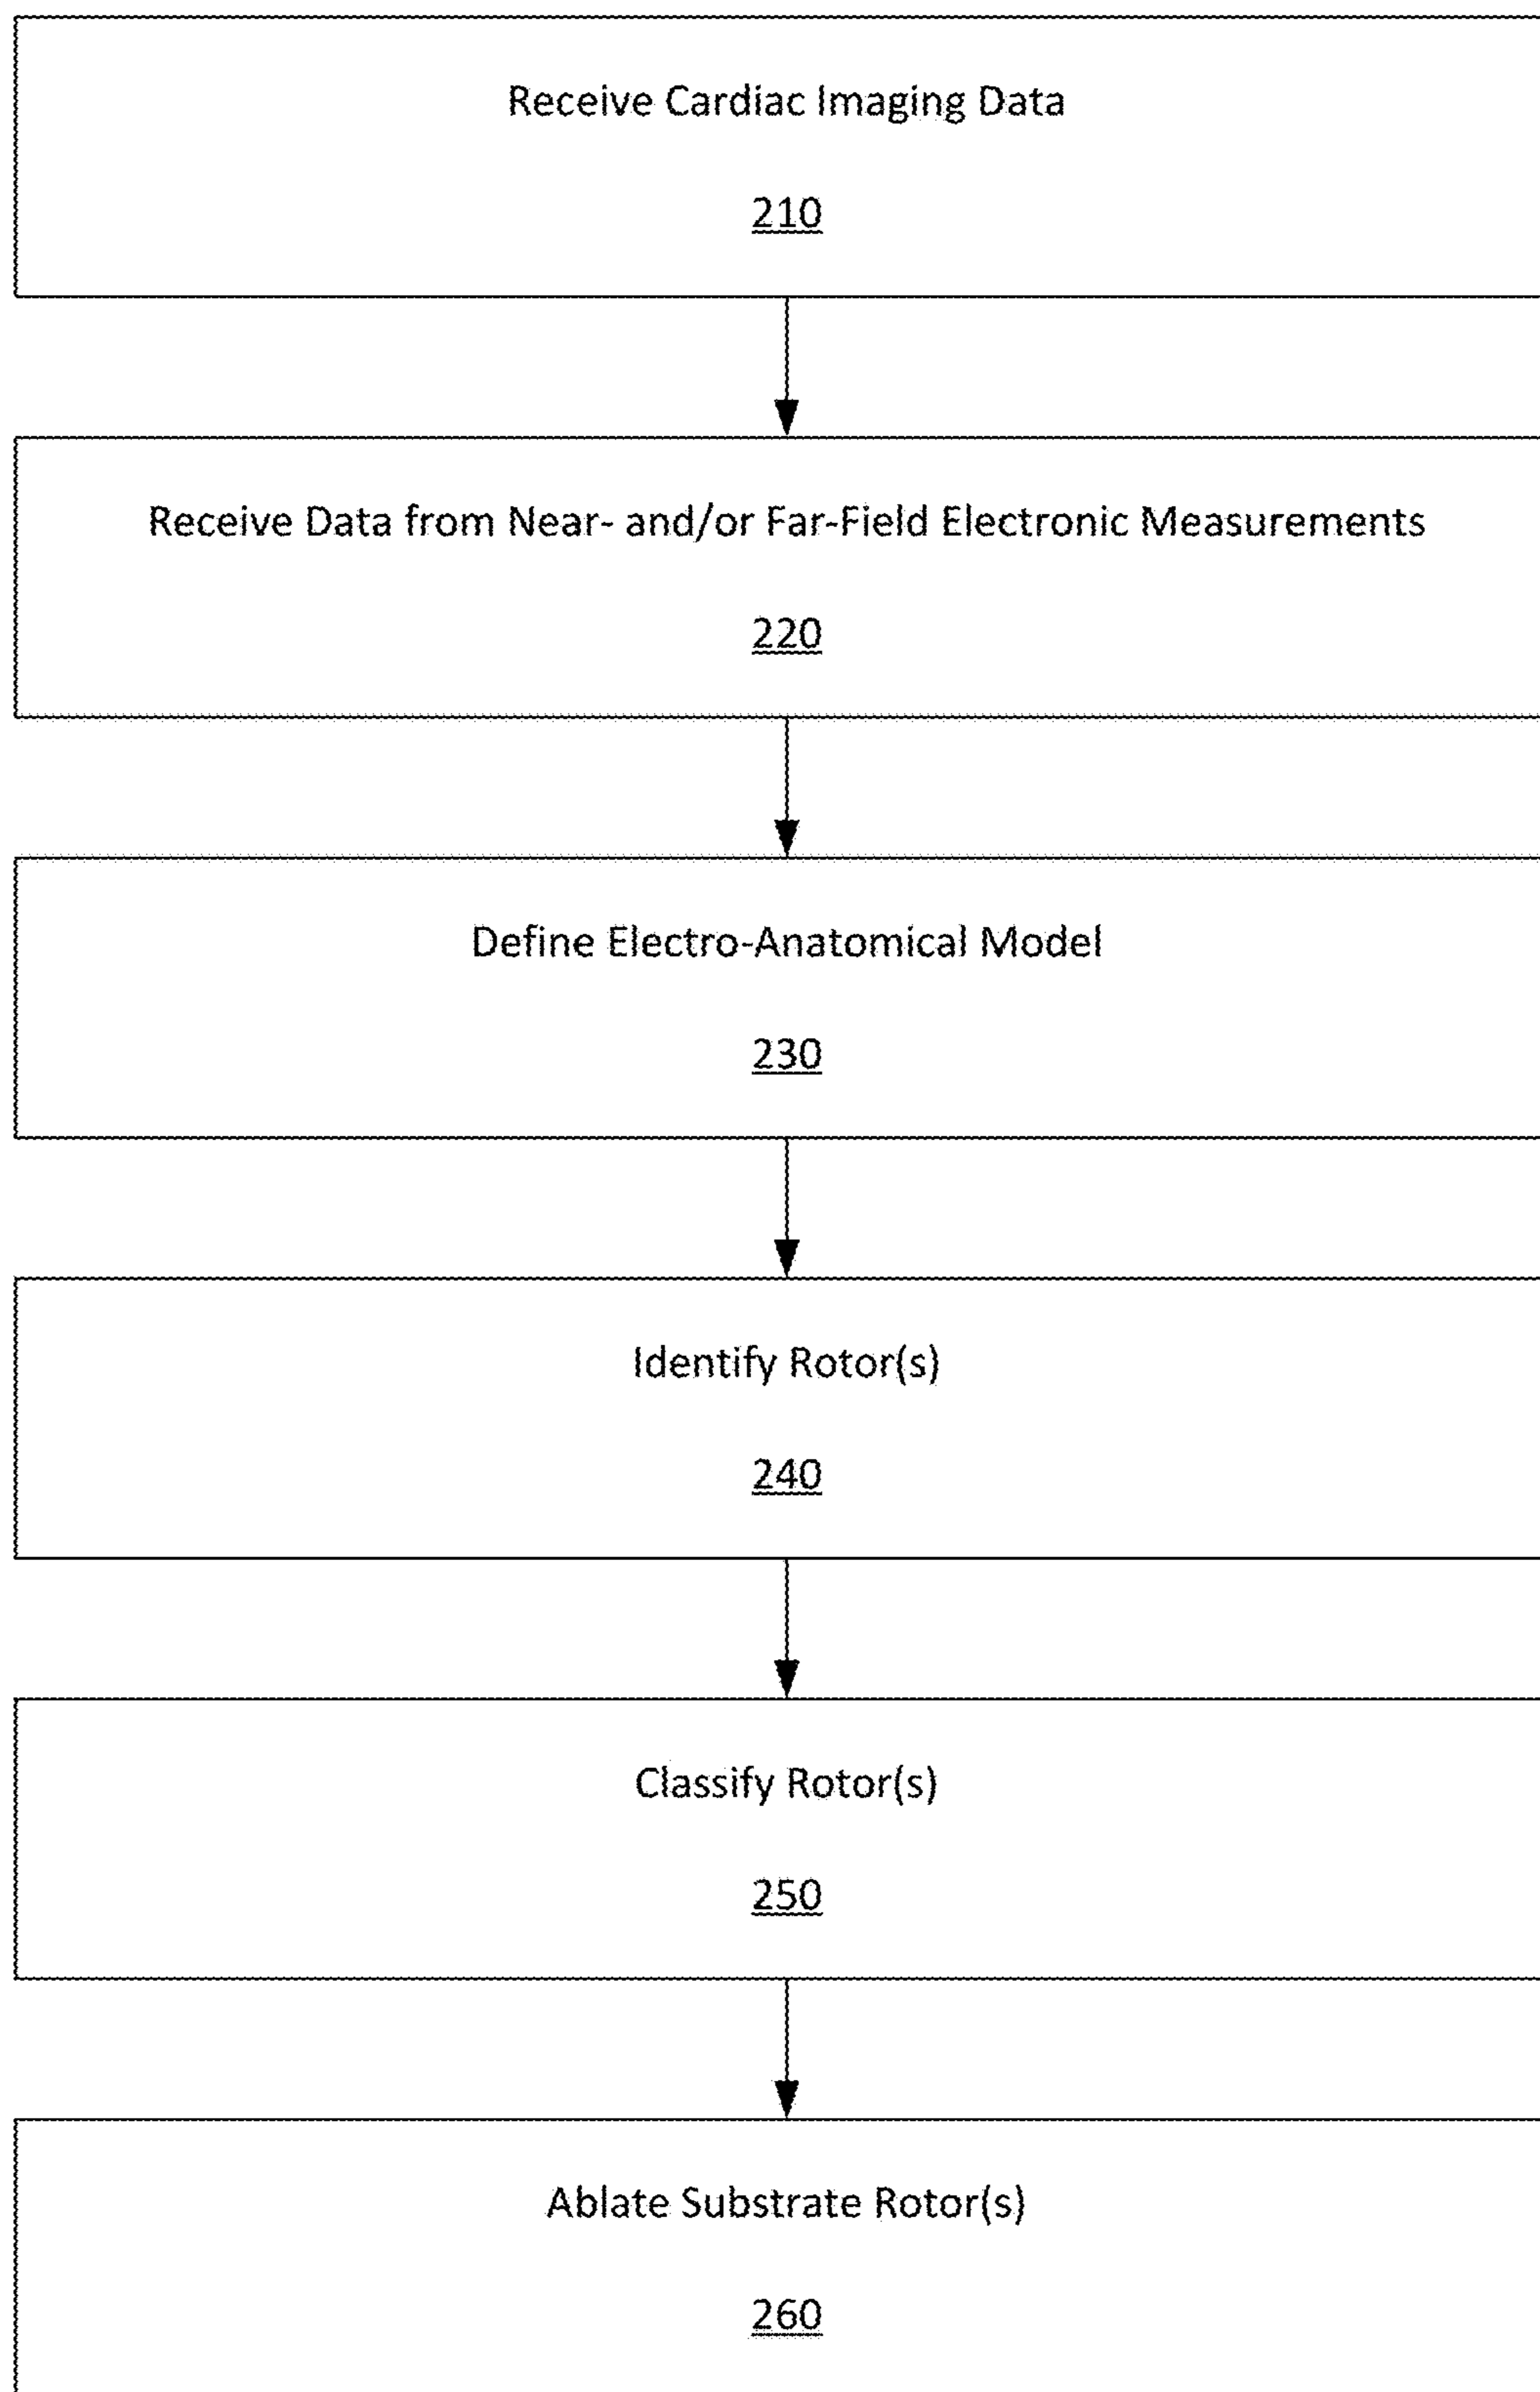 Receive Cardiac Imaging Data
210
Receive Data from Near- and/or Far-Field Electronic Measurements
220
Define Electro-Anatomical Model
230
Identify Rotor(s)
240
Classify Rotor(s)
250
Ablate Substrate Rotor(s)
260